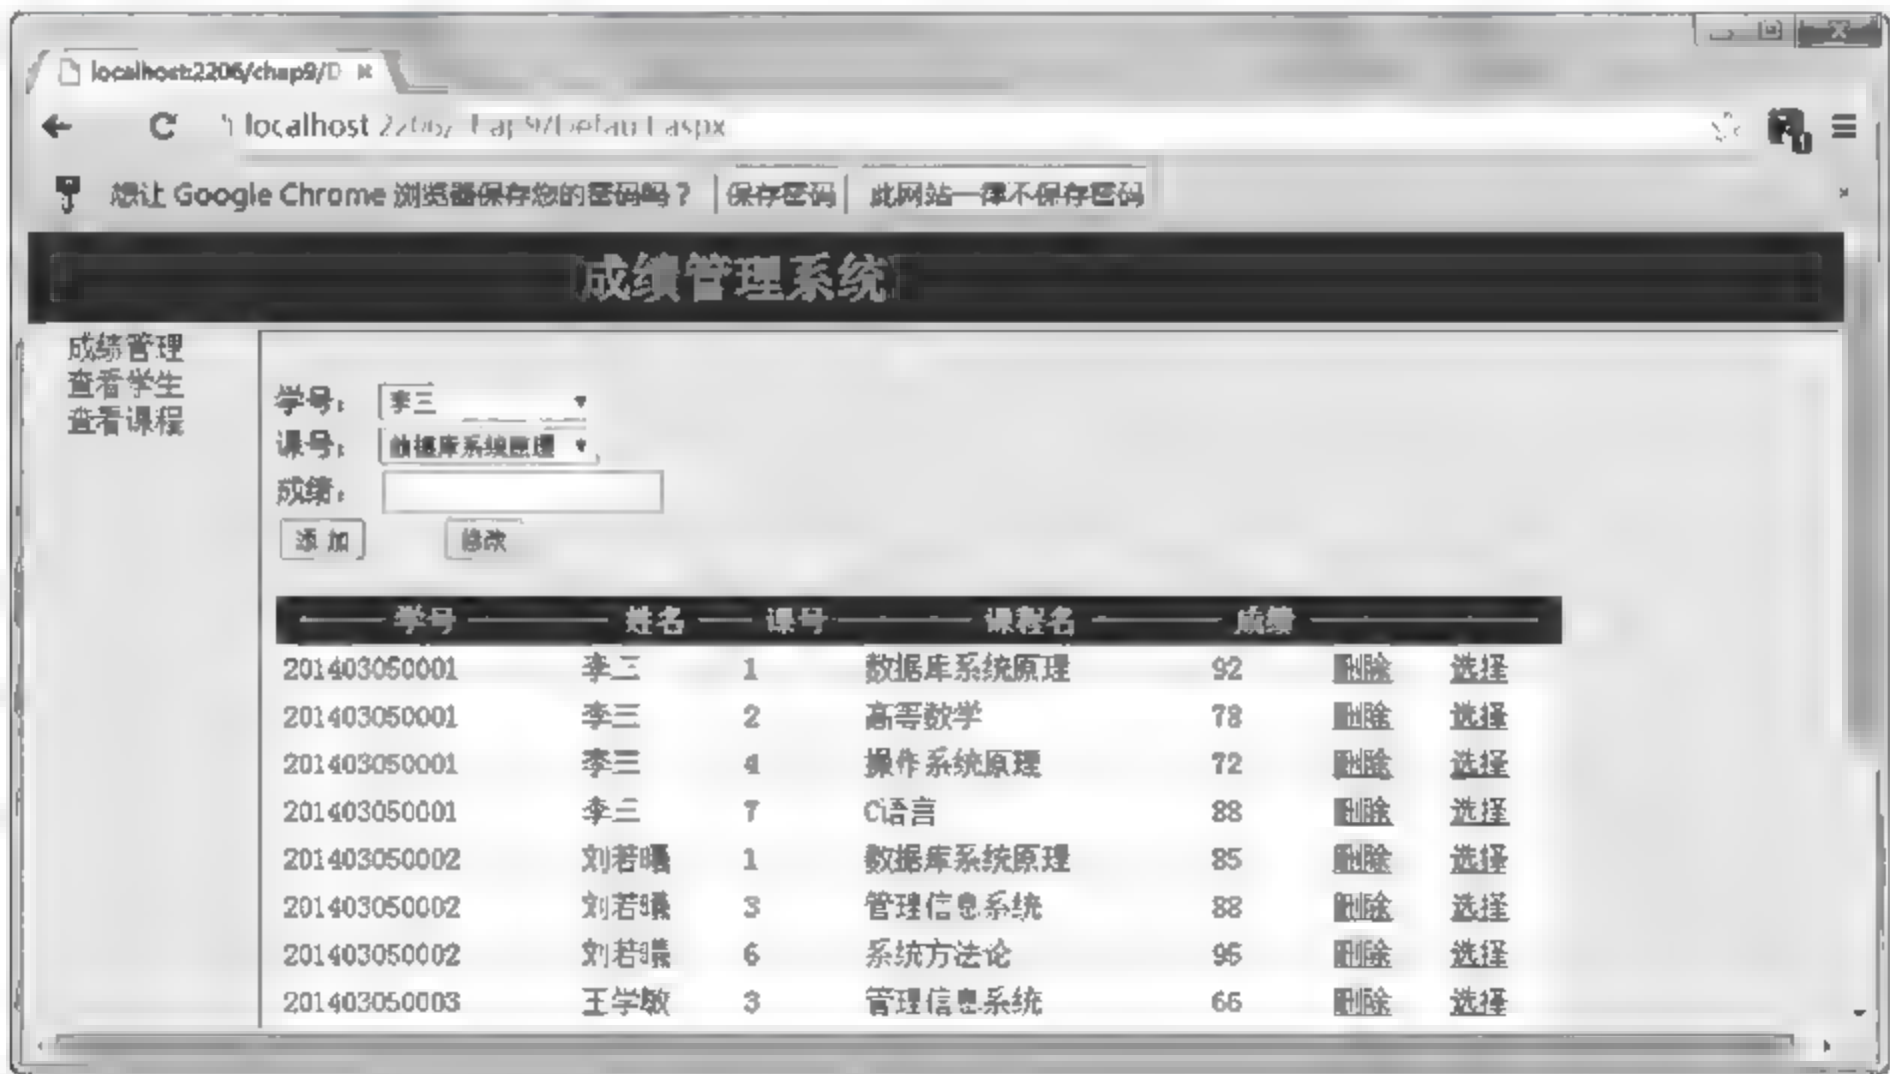 localhost:2206/chap9/D
localhost:2206/chap9/Default.aspx
想让 Google Chrome 浏览器保存您的密码吗？ 保存密码 此网站一律不保存密码
成绩管理系统
成绩管理
查看学生
查看课程
学号： 李三
课号： 数据库系统原理
成绩：
添加 修改
学号 姓名 课号 课程名 成绩
201403050001 李三 1 数据库系统原理 92 删除 选择
201403050001 李三 2 高等数学 78 删除 选择
201403050001 李三 4 操作系统原理 72 删除 选择
201403050001 李三 7 C语言 88 删除 选择
201403050002 1 数据库系统原理 85 删除 选择
201403050002 3 管理信息系统 88 删除 选择
201403050002 6 系统方法论 95 删除 选择
201403050003 王学敏 3 管理信息系统 66 删除 选择